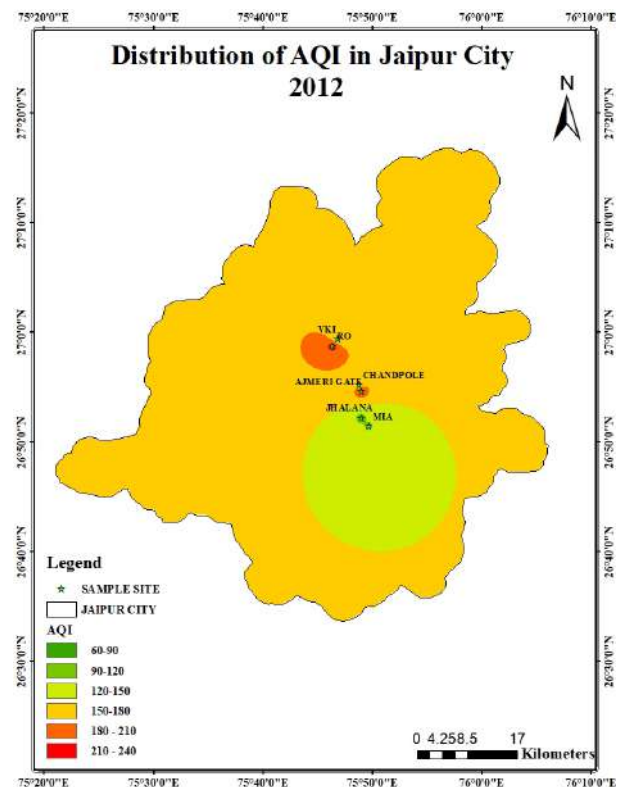 75°20'0"E 75°30'0"E 75°40'0"E 75°50'0"E 76°0'0"E 76°10'0"E
Distribution of AQI in Jaipur City
2012
N
27°20'0"N 27°20'0"N
27°10'0"N 27°10'0"N
27°0'0"N 27°0'0"N
VKI
RO
CHANDPOLE
AJMERI GATE
JHALANA
MIA
26°50'0"N 26°50'0"N
26°40'0"N 26°40'0"N
Legend
SAMPLE SITE
JAIPUR CITY
AQI
60-90
90-120
120-150
150-180
180 - 210
210 - 240
26°30'0"N 26°30'0"N
0 4.258.5 17
Kilometers
75°20'0"E 75°30'0"E 75°40'0"E 75°50'0"E 76°0'0"E 76°10'0"E